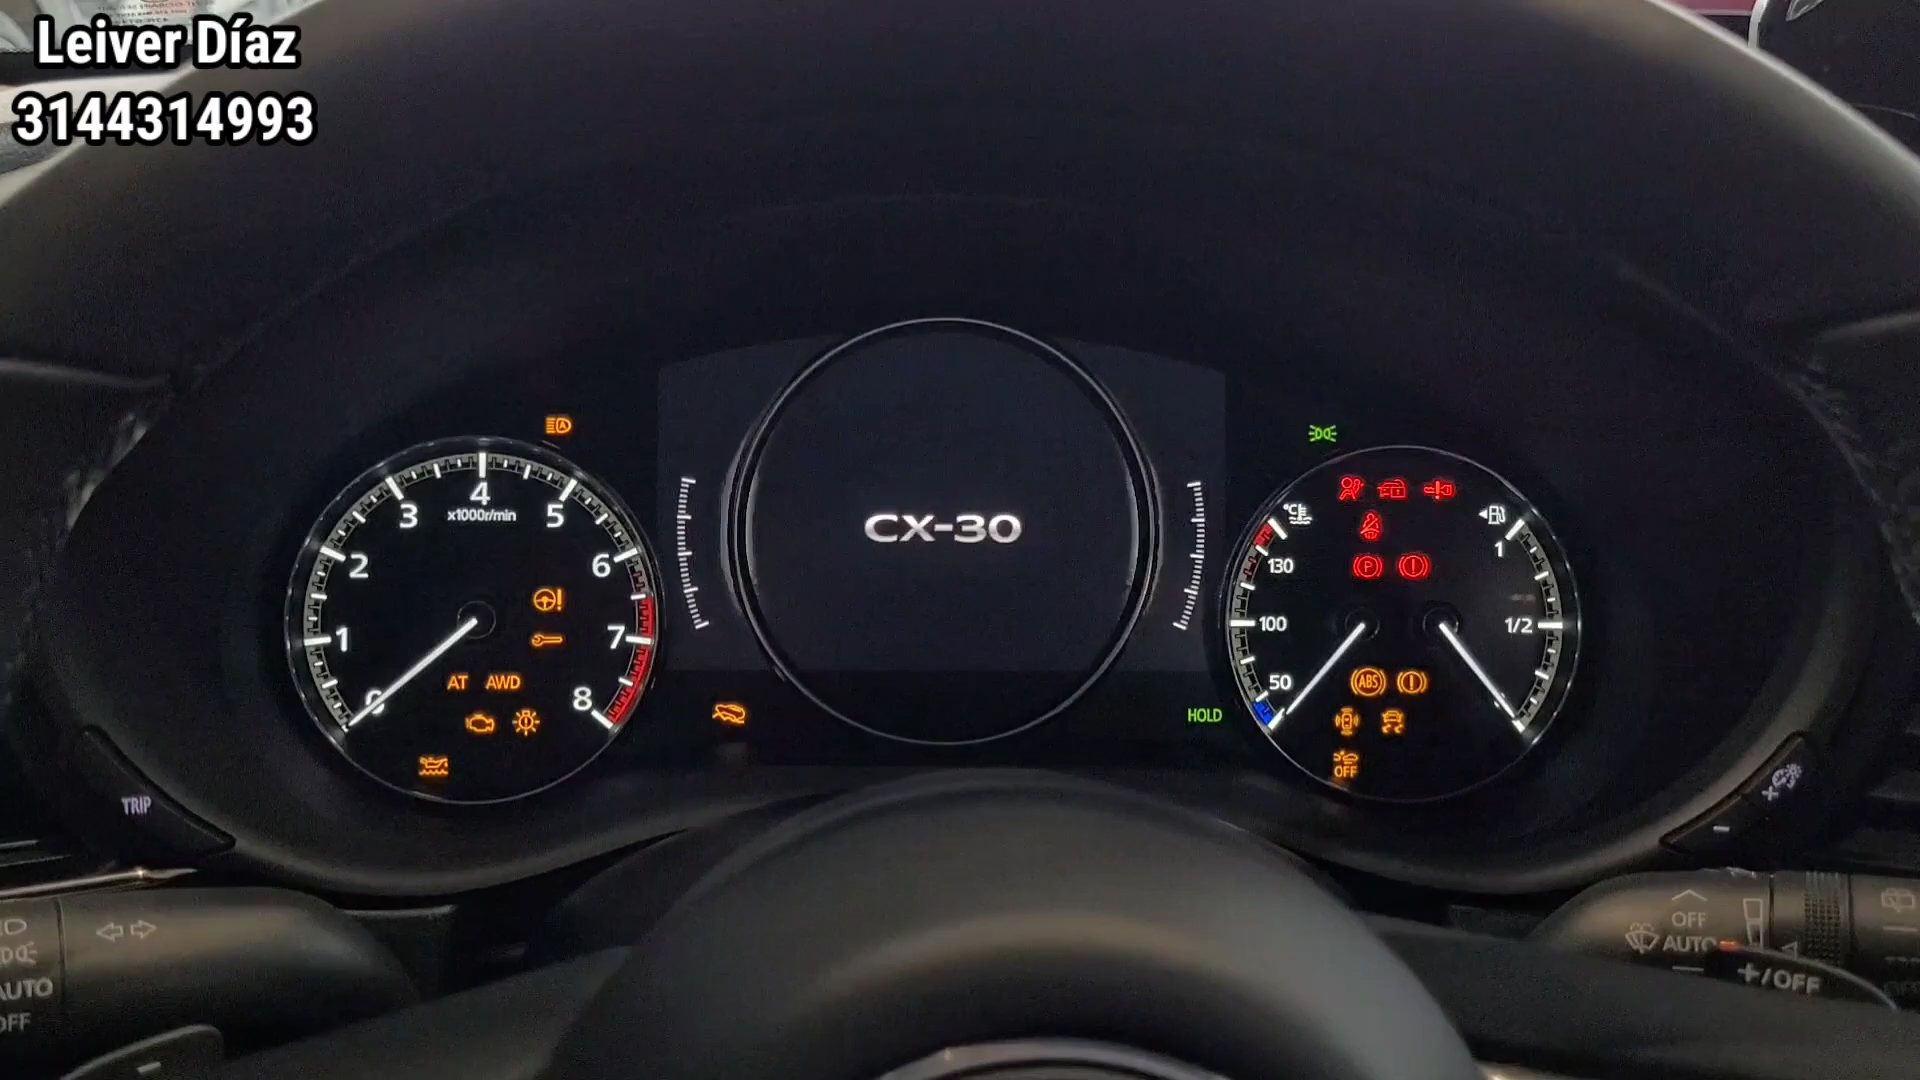 Leiver Díaz
3144314993
CX-30
4
3
5
x1000r/min
2
6
1
7
0
8
AT AWD
TRIP
HOLD
°C
130
1
P
100
1/2
50
ABS
OFF
AUTO
OFF
OFF
AUTO
+/OFF